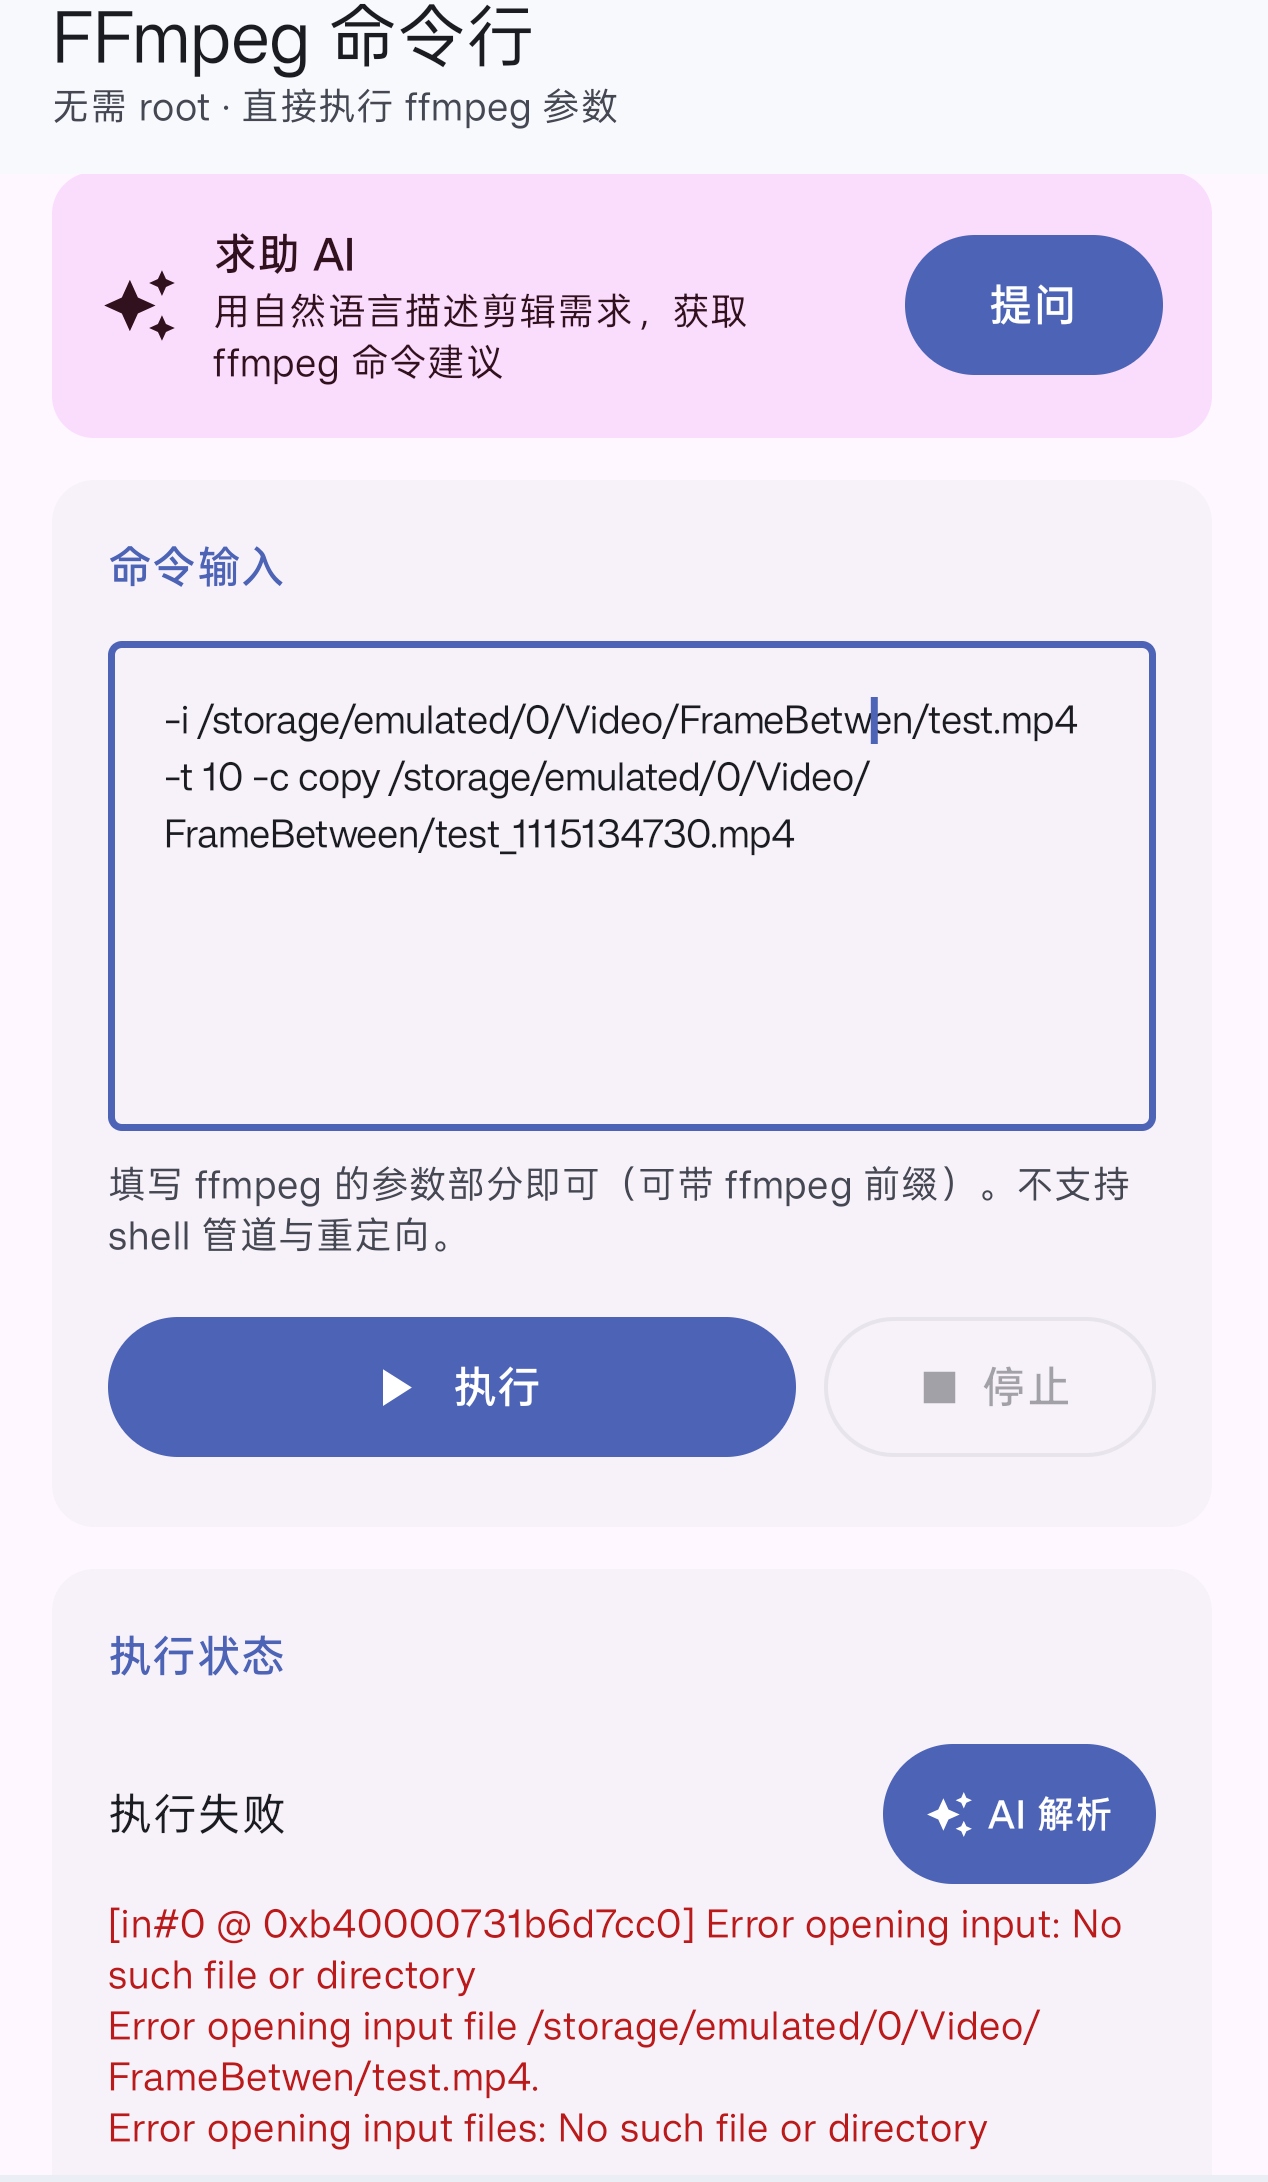 FFmpeg 命令行
无需 root · 直接执行 ffmpeg 参数
求助 AI
用自然语言描述剪辑需求，获取
ffmpeg 命令建议
提问
命令输入
-i /storage/emulated/0/Video/FrameBetwen/test.mp4
-t 10 -c copy /storage/emulated/0/Video/
FrameBetween/test_1115134730.mp4
填写 ffmpeg 的参数部分即可（可带 ffmpeg 前缀）。不支持
shell 管道与重定向。
执行
停止
执行状态
执行失败
AI 解析
[in#0 @ 0xb40000731b6d7cc0] Error opening input: No
such file or directory
Error opening input file /storage/emulated/0/Video/
FrameBetwen/test.mp4.
Error opening input files: No such file or directory